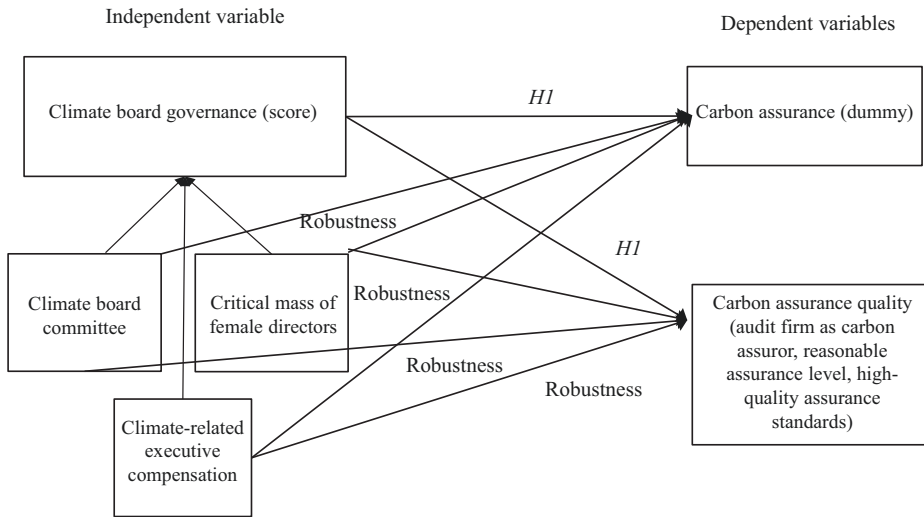 Independent variable
Dependent variables
Climate board governance (score)
H1
Carbon assurance (dummy)
Robustness
H1
Climate board
committee
Critical mass of
female directors
Robustness
Carbon assurance quality
(audit firm as carbon
assuror, reasonable
assurance level, high-
quality assurance
standards)
Robustness
Robustness
Climate-related
executive
compensation